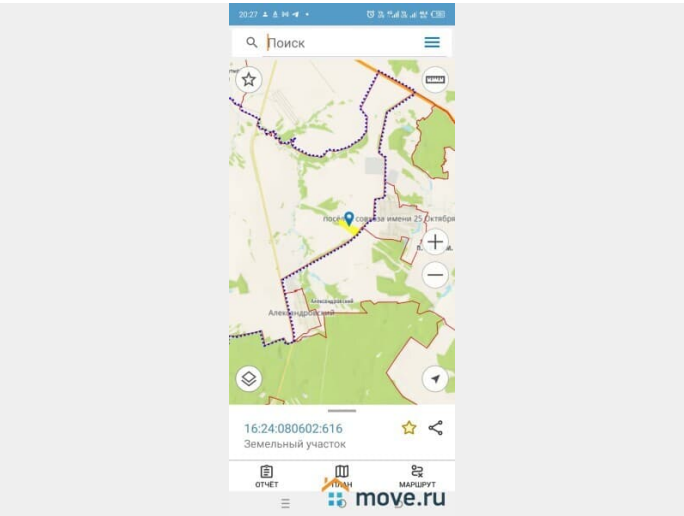 20:27
Поиск
посёлок совхоза имени 25 Октября
Александровский
Александровский
16:24:080602:616
Земельный участок
ОТЧЁТ
ПЛАН
МАРШРУТ
move.ru